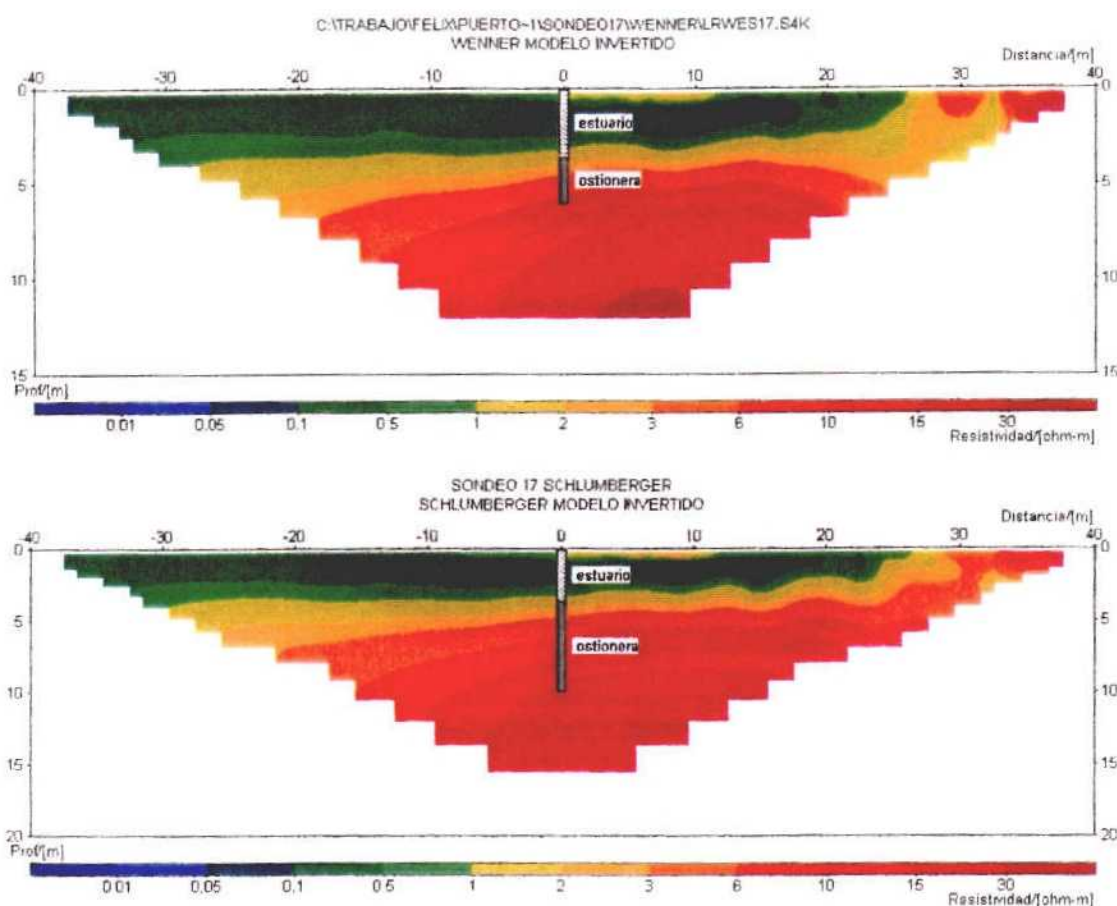 C:\TRABAJO\FELIX\PUERTO~1\SONDEO17\WENNER\LRWES17.S4K
WENNER MODELO INVERTIDO
Distancia/[m]
-40 -30 -20 -10 0 10 20 30 40
0 0
estuario
5 5
ostionera
10 10
15 15
Prof/[m]
0.01 0.05 0.1 0.5 1 2 3 6 10 15 30
Resistividad/[ohm-m]
SONDEO 17 SCHLUMBERGER
SCHLUMBERGER MODELO INVERTIDO
Distancia/[m]
-40 -30 -20 -10 0 10 20 30 40
0 0
estuario
5 5
ostionera
10 10
15 15
20 20
Prof/[m]
0.01 0.05 0.1 0.5 1 2 3 6 10 15 30
Resistividad/[ohm-m]